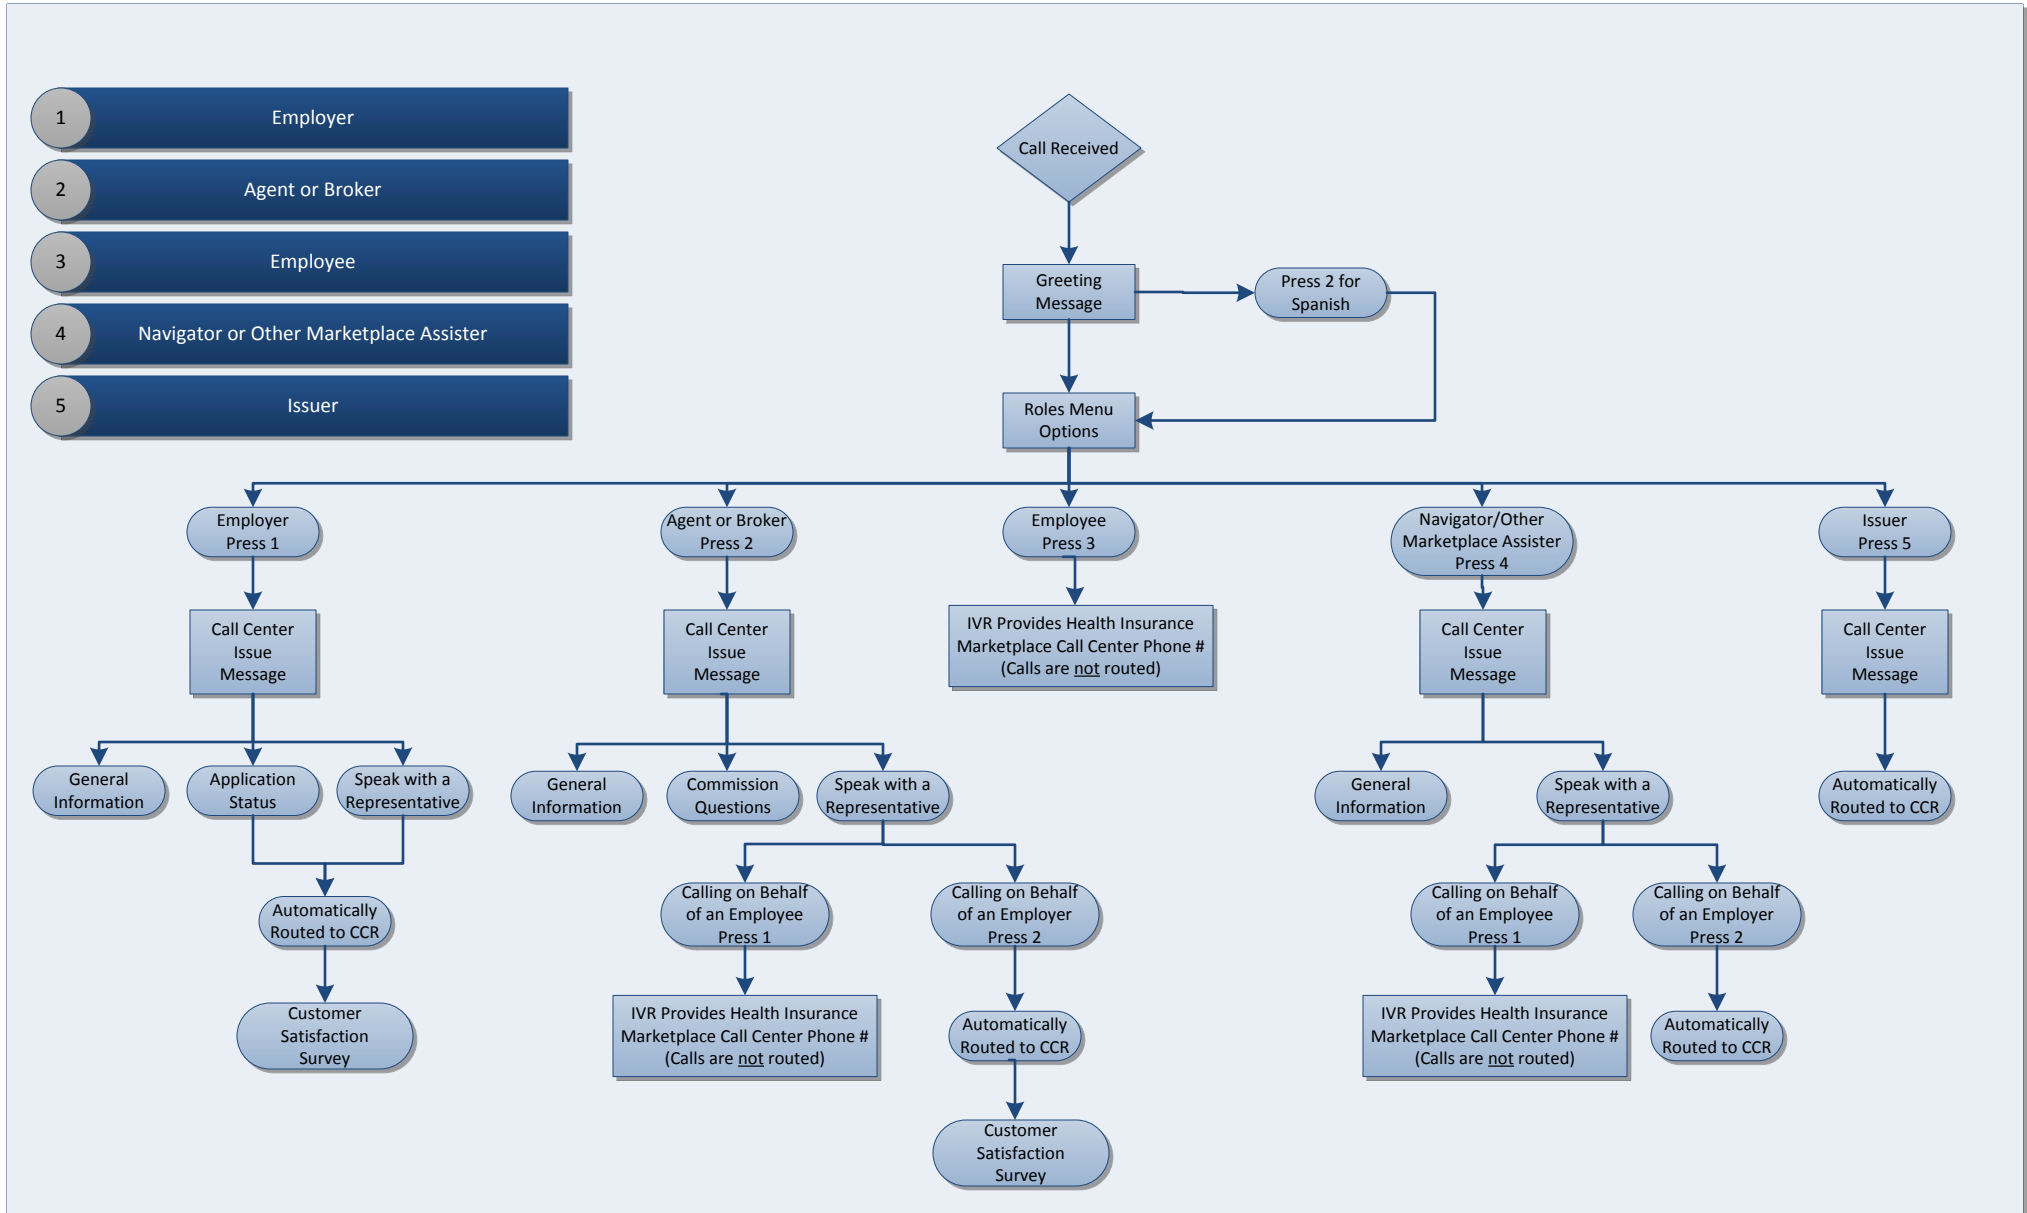 1
Employer
2
Agent or Broker
3
Employee
4
Navigator or Other Marketplace Assister
5
Issuer
Call Received
Greeting
Message
Press 2 for
Spanish
Roles Menu
Options
Employer
Press 1
Agent or Broker
Press 2
Employee
Press 3
Navigator/Other
Marketplace Assister
Press 4
Issuer
Press 5
Call Center
Issue
Message
Call Center
Issue
Message
IVR Provides Health Insurance
Marketplace Call Center Phone #
(Calls are not routed)
Call Center
Issue
Message
Call Center
Issue
Message
General
Information
Application
Status
Speak with a
Representative
General
Information
Commission
Questions
Speak with a
Representative
General
Information
Speak with a
Representative
Automatically
Routed to CCR
Automatically
Routed to CCR
Calling on Behalf
of an Employee
Press 1
Calling on Behalf
of an Employer
Press 2
Calling on Behalf
of an Employee
Press 1
Calling on Behalf
of an Employer
Press 2
Customer
Satisfaction
Survey
IVR Provides Health Insurance
Marketplace Call Center Phone #
(Calls are not routed)
Automatically
Routed to CCR
IVR Provides Health Insurance
Marketplace Call Center Phone #
(Calls are not routed)
Automatically
Routed to CCR
Customer
Satisfaction
Survey